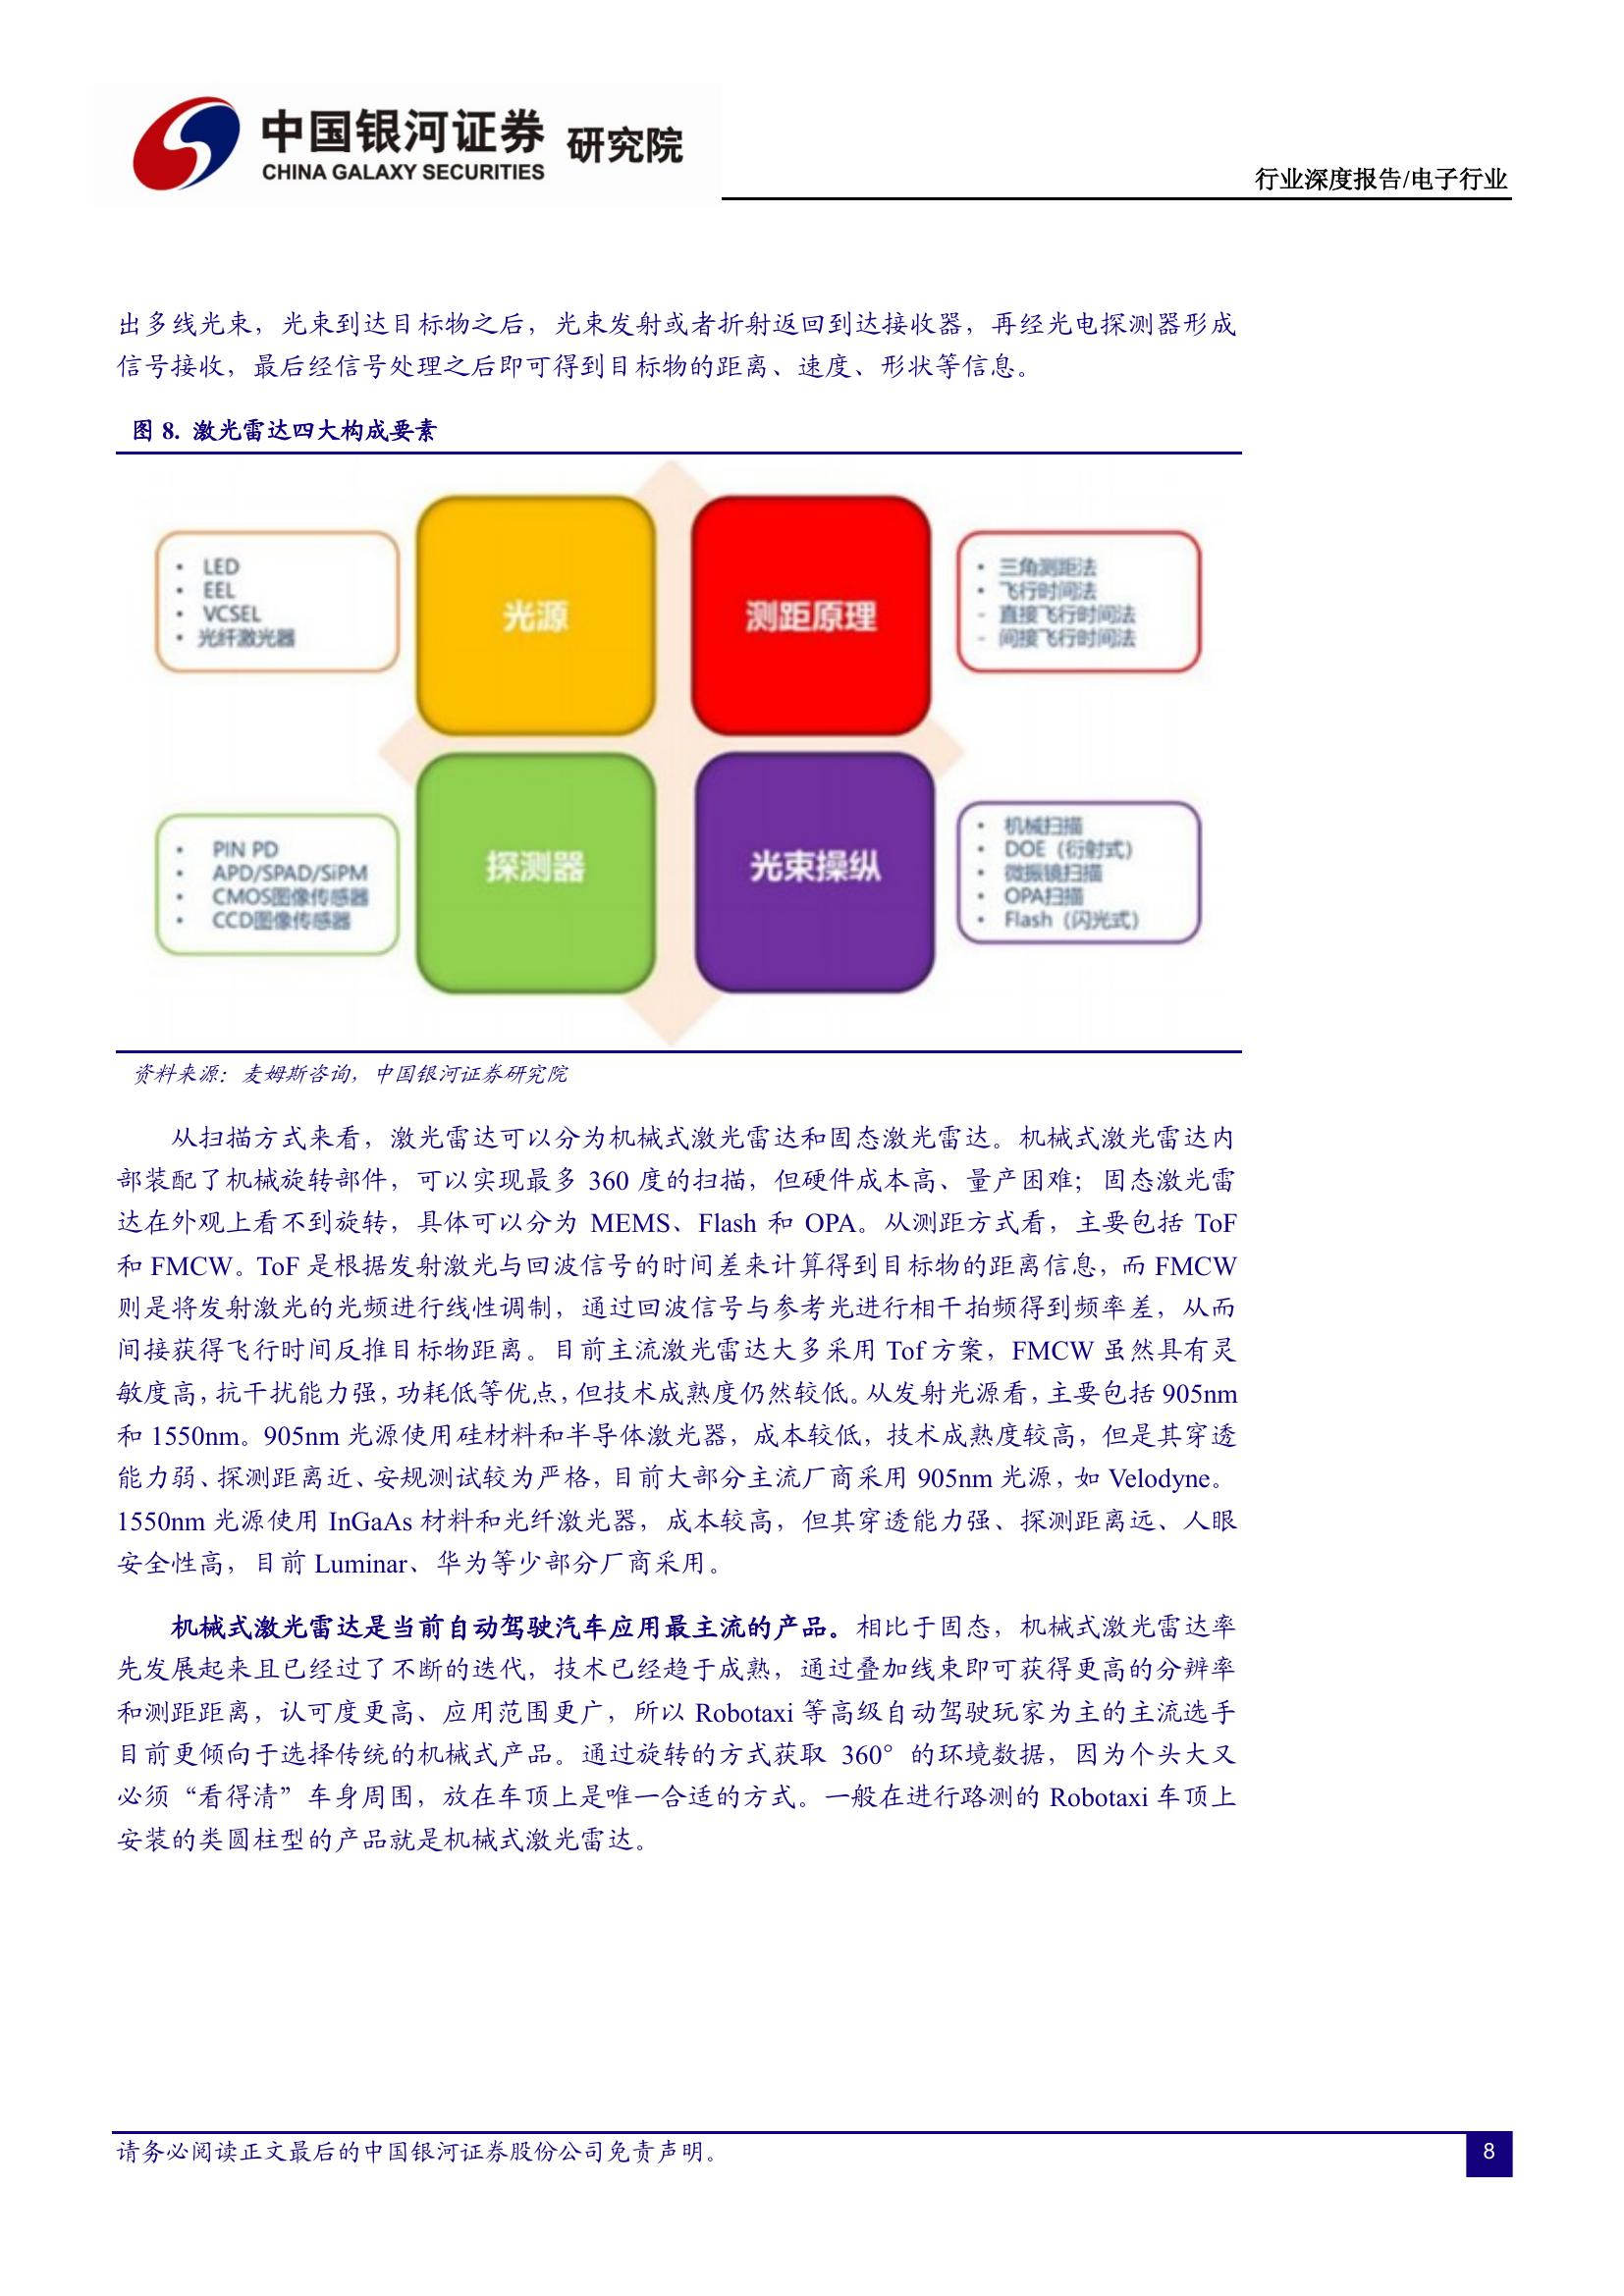 中国银河证券 研究院
CHINA GALAXY SECURITIES
行业深度报告/电子行业
出多线光束，光束到达目标物之后，光束发射或者折射返回到达接收器，再经光电探测器形成
信号接收，最后经信号处理之后即可得到目标物的距离、速度、形状等信息。
图 8. 激光雷达四大构成要素
• LED
• EEL
• VCSEL
• 光纤激光器
光源
测距原理
• 三角测距法
• 飞行时间法
- 直接飞行时间法
- 间接飞行时间法
• PIN PD
• APD/SPAD/SiPM
• CMOS图像传感器
• CCD图像传感器
探测器
光束操纵
• 机械扫描
• DOE（衍射式）
• 微振镜扫描
• OPA扫描
• Flash（闪光式）
资料来源：麦姆斯咨询，中国银河证券研究院
从扫描方式来看，激光雷达可以分为机械式激光雷达和固态激光雷达。机械式激光雷达内
部装配了机械旋转部件，可以实现最多 360 度的扫描，但硬件成本高、量产困难；固态激光雷
达在外观上看不到旋转，具体可以分为 MEMS、Flash 和 OPA。从测距方式看，主要包括 ToF
和 FMCW。ToF 是根据发射激光与回波信号的时间差来计算得到目标物的距离信息，而 FMCW
则是将发射激光的光频进行线性调制，通过回波信号与参考光进行相干拍频得到频率差，从而
间接获得飞行时间反推目标物距离。目前主流激光雷达大多采用 Tof 方案，FMCW 虽然具有灵
敏度高，抗干扰能力强，功耗低等优点，但技术成熟度仍然较低。从发射光源看，主要包括 905nm
和 1550nm。905nm 光源使用硅材料和半导体激光器，成本较低，技术成熟度较高，但是其穿透
能力弱、探测距离近、安规测试较为严格，目前大部分主流厂商采用 905nm 光源，如 Velodyne。
1550nm 光源使用 InGaAs 材料和光纤激光器，成本较高，但其穿透能力强、探测距离远、人眼
安全性高，目前 Luminar、华为等少部分厂商采用。
机械式激光雷达是当前自动驾驶汽车应用最主流的产品。相比于固态，机械式激光雷达率
先发展起来且已经过了不断的迭代，技术已经趋于成熟，通过叠加线束即可获得更高的分辨率
和测距距离，认可度更高、应用范围更广，所以 Robotaxi 等高级自动驾驶玩家为主的主流选手
目前更倾向于选择传统的机械式产品。通过旋转的方式获取 360° 的环境数据，因为个头大又
必须“看得清”车身周围，放在车顶上是唯一合适的方式。一般在进行路测的 Robotaxi 车顶上
安装的类圆柱型的产品就是机械式激光雷达。
请务必阅读正文最后的中国银河证券股份公司免责声明。
8